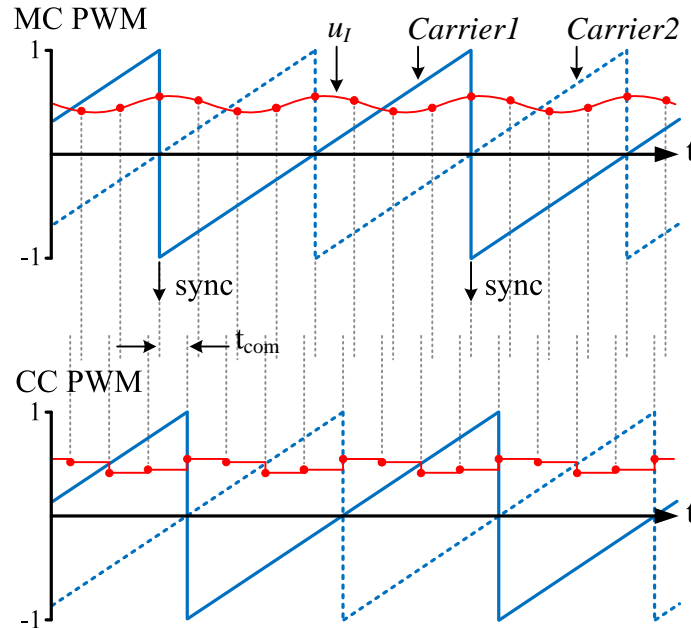 MC PWM
1
u_I
Carrier1
Carrier2
t
-1
sync
sync
t_com
CC PWM
1
t
-1